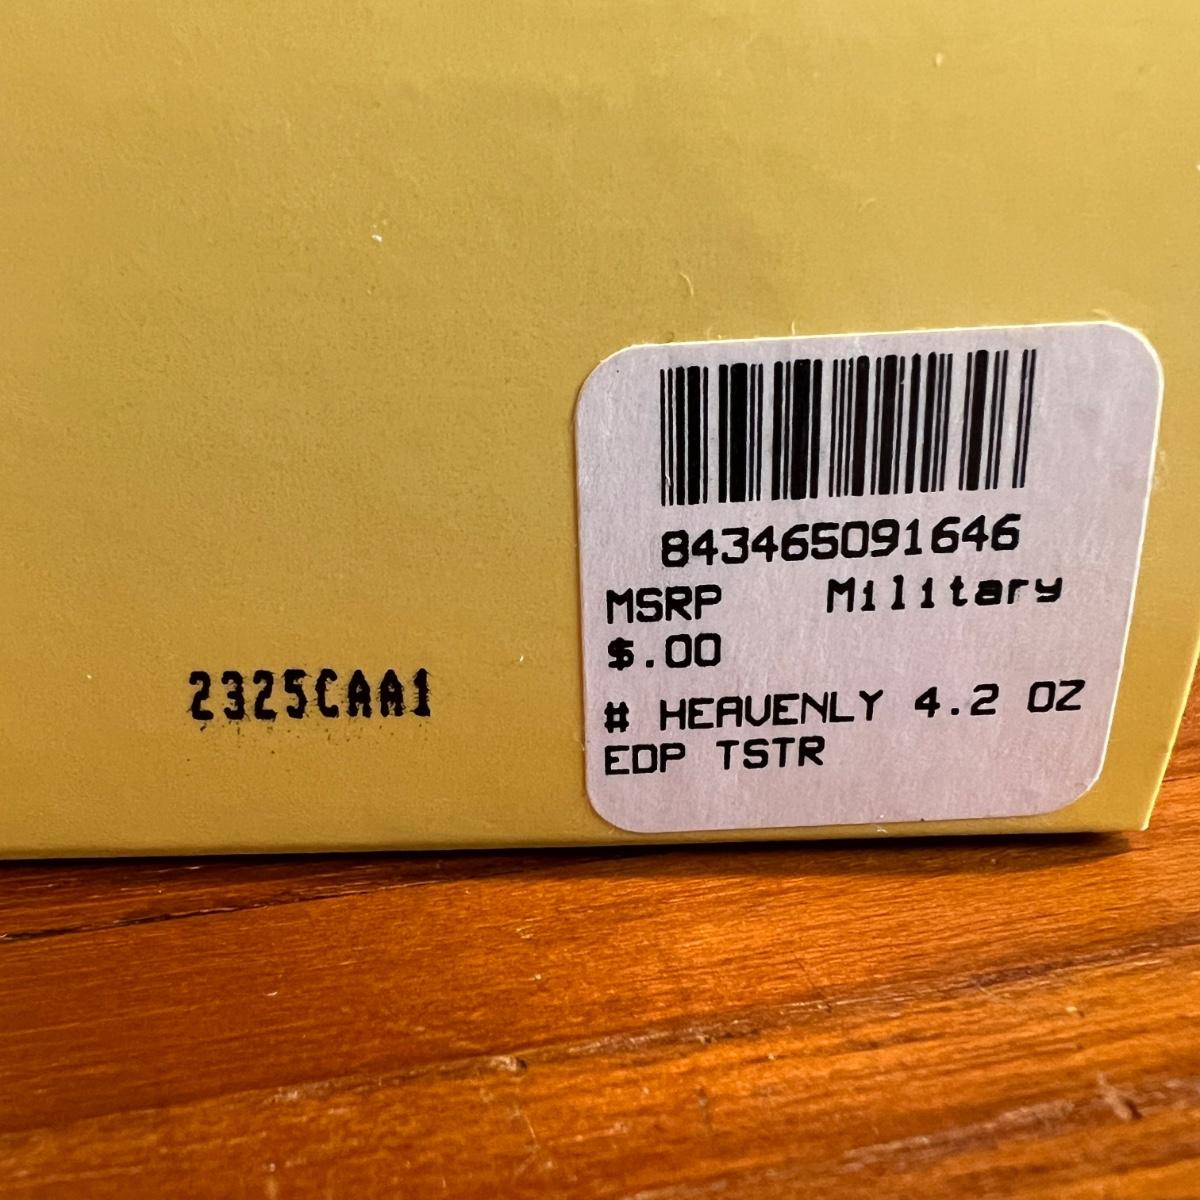 843465091646
MSRP Military
$.00
# HEAVENLY 4.2 OZ
EDP TSTR
2325CAA1